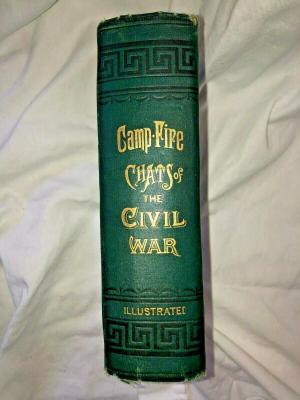 Camp-Fire
CHATS of
THE
CIVIL
WAR
ILLUSTRATED